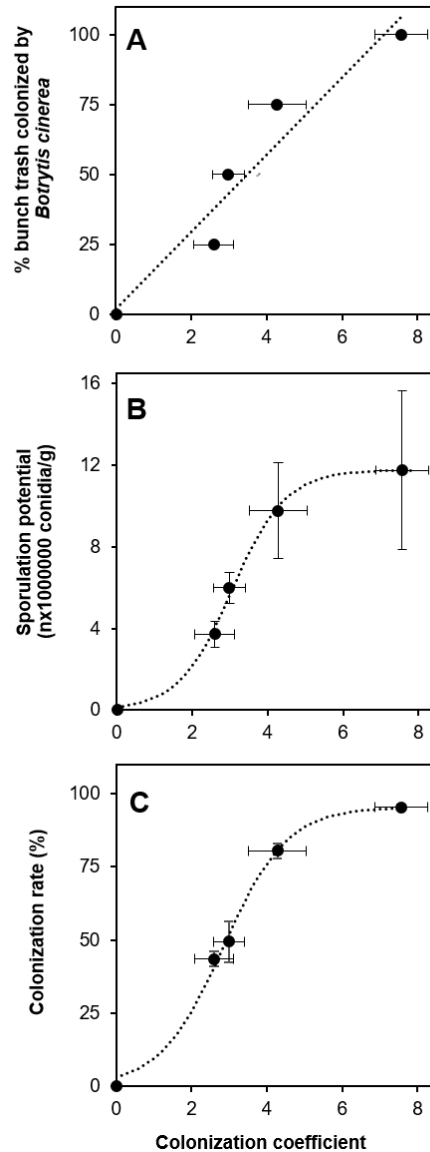 A
% bunch trash colonized by
Botrytis cinerea
100
75
50
25
0
0 2 4 6 8
B
Sporulation potential
(nx1000000 conidia/g)
16
12
8
4
0
0 2 4 6 8
C
Colonization rate (%)
100
75
50
25
0
0 2 4 6 8
Colonization coefficient